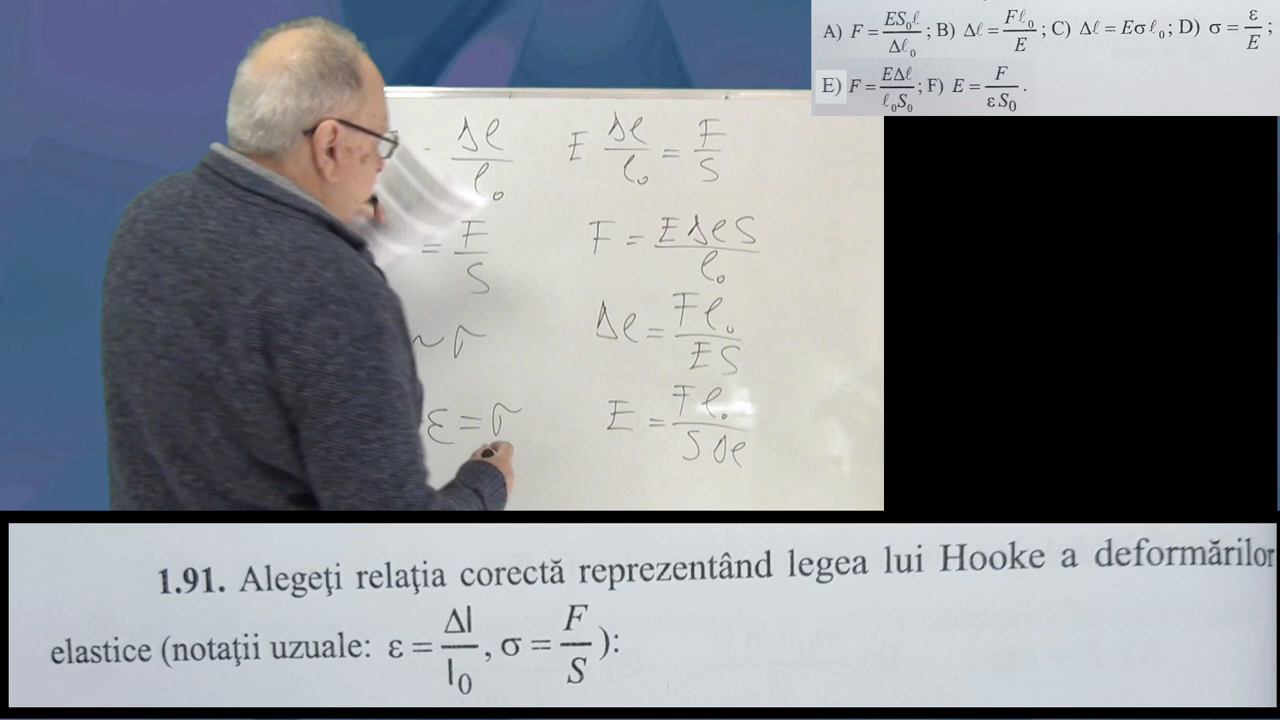 A) F = ES₀ℓ / Δℓ₀ ; B) Δℓ = Fℓ₀ / E ; C) Δℓ = Eσℓ₀ ; D) σ = ε / E ;
E) F = EΔℓ / ℓ₀S₀ ; F) E = F / εS₀ .
Δℓ / ℓ₀
E Δℓ / ℓ₀ = F / S
= F / S
F = EΔℓS / ℓ₀
~σ
Δℓ = Fℓ₀ / ES
ε = σ
E = Fℓ₀ / SΔℓ
1.91. Alegeţi relaţia corectă reprezentând legea lui Hooke a deformărilor
elastice (notaţii uzuale: ε = Δl / l₀ , σ = F / S ):